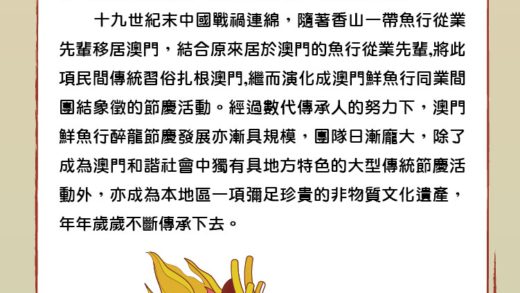 十九世紀末中國戰禍連綿，隨著香山一帶魚行從業
先輩移居澳門，結合原來居於澳門的魚行從業先輩,將此
項民間傳統習俗扎根澳門,繼而演化成澳門鮮魚行同業間
團結象徵的節慶活動。經過數代傳承人的努力下，澳門
鮮魚行醉龍節慶發展亦漸具規模，團隊日漸龐大，除了
成為澳門和諧社會中獨有具地方特色的大型傳統節慶活
動外，亦成為本地區一項彌足珍貴的非物質文化遺產，
年年歲歲不斷傳承下去。